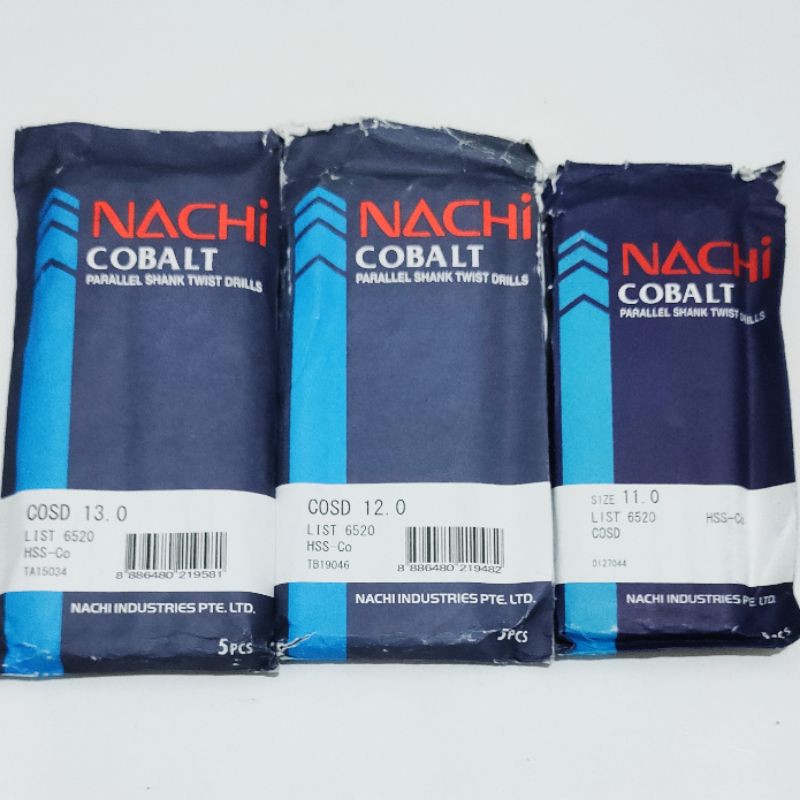 NACHi
COBALT
PARALLEL SHANK TWIST DRILLS
COSD 13.0
LIST 6520
HSS-Co
TA15034
8 886480 219581
NACHI INDUSTRIES PTE. LTD.
5PCS
NACHi
COBALT
PARALLEL SHANK TWIST DRILLS
COSD 12.0
LIST 6520
HSS-Co
TB19046
8 886480 219482
NACHI INDUSTRIES PTE. LTD.
5PCS
NACHi
COBALT
PARALLEL SHANK TWIST DRILLS
SIZE 11.0
LIST 6520 HSS-Co
COSD
D127044
NACHI INDUSTRIES PTE. LTD.